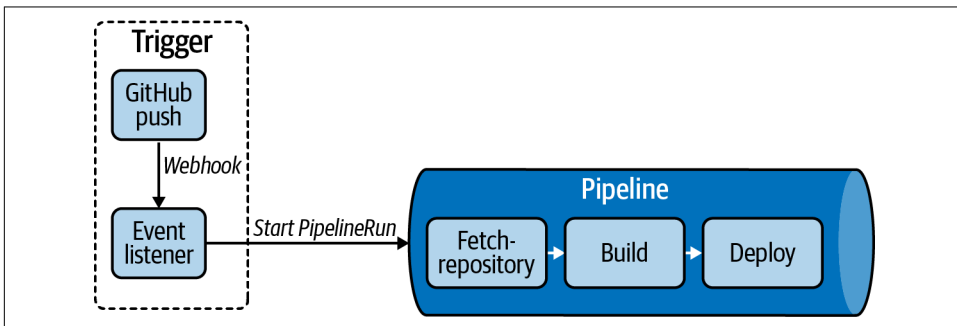 Trigger
GitHub
push
Webhook
Event
listener
Start PipelineRun
Pipeline
Fetch-
repository
Build
Deploy